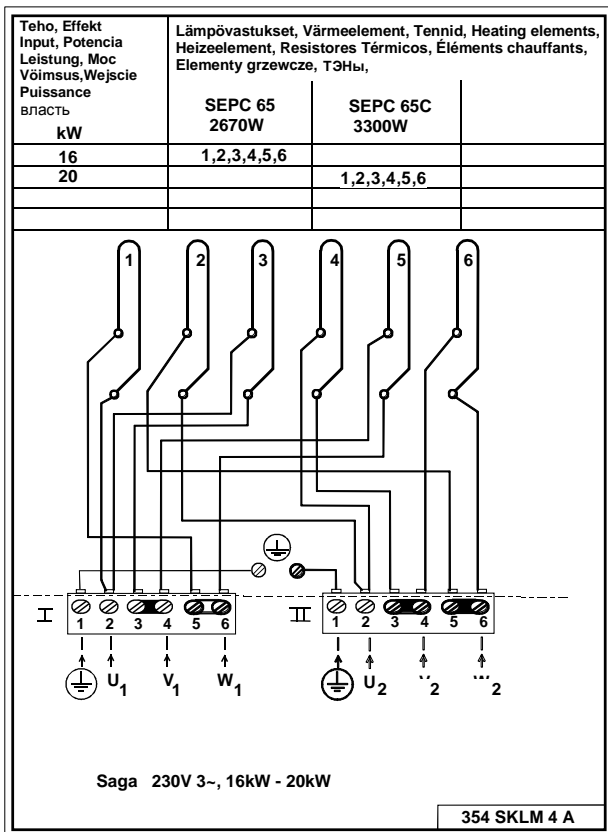 Teho, Effekt
Input, Potencia
Leistung, Moc
Vöimsus,Wejscie
Puissance
власть
kW
Lämpövastukset, Värmeelement, Tennid, Heating elements,
Heizeelement, Resistores Térmicos, Éléments chauffants,
Elementy grzewcze, ТЭНы,
SEPC 65
2670W
SEPC 65C
3300W
16
1,2,3,4,5,6
20
1,2,3,4,5,6
1 2 3 4 5 6
I
1 2 3 4 5 6
II
1 2 3 4 5 6
U1 V1 W1
U2 2 2
Saga 230V 3~, 16kW - 20kW
354 SKLM 4 A